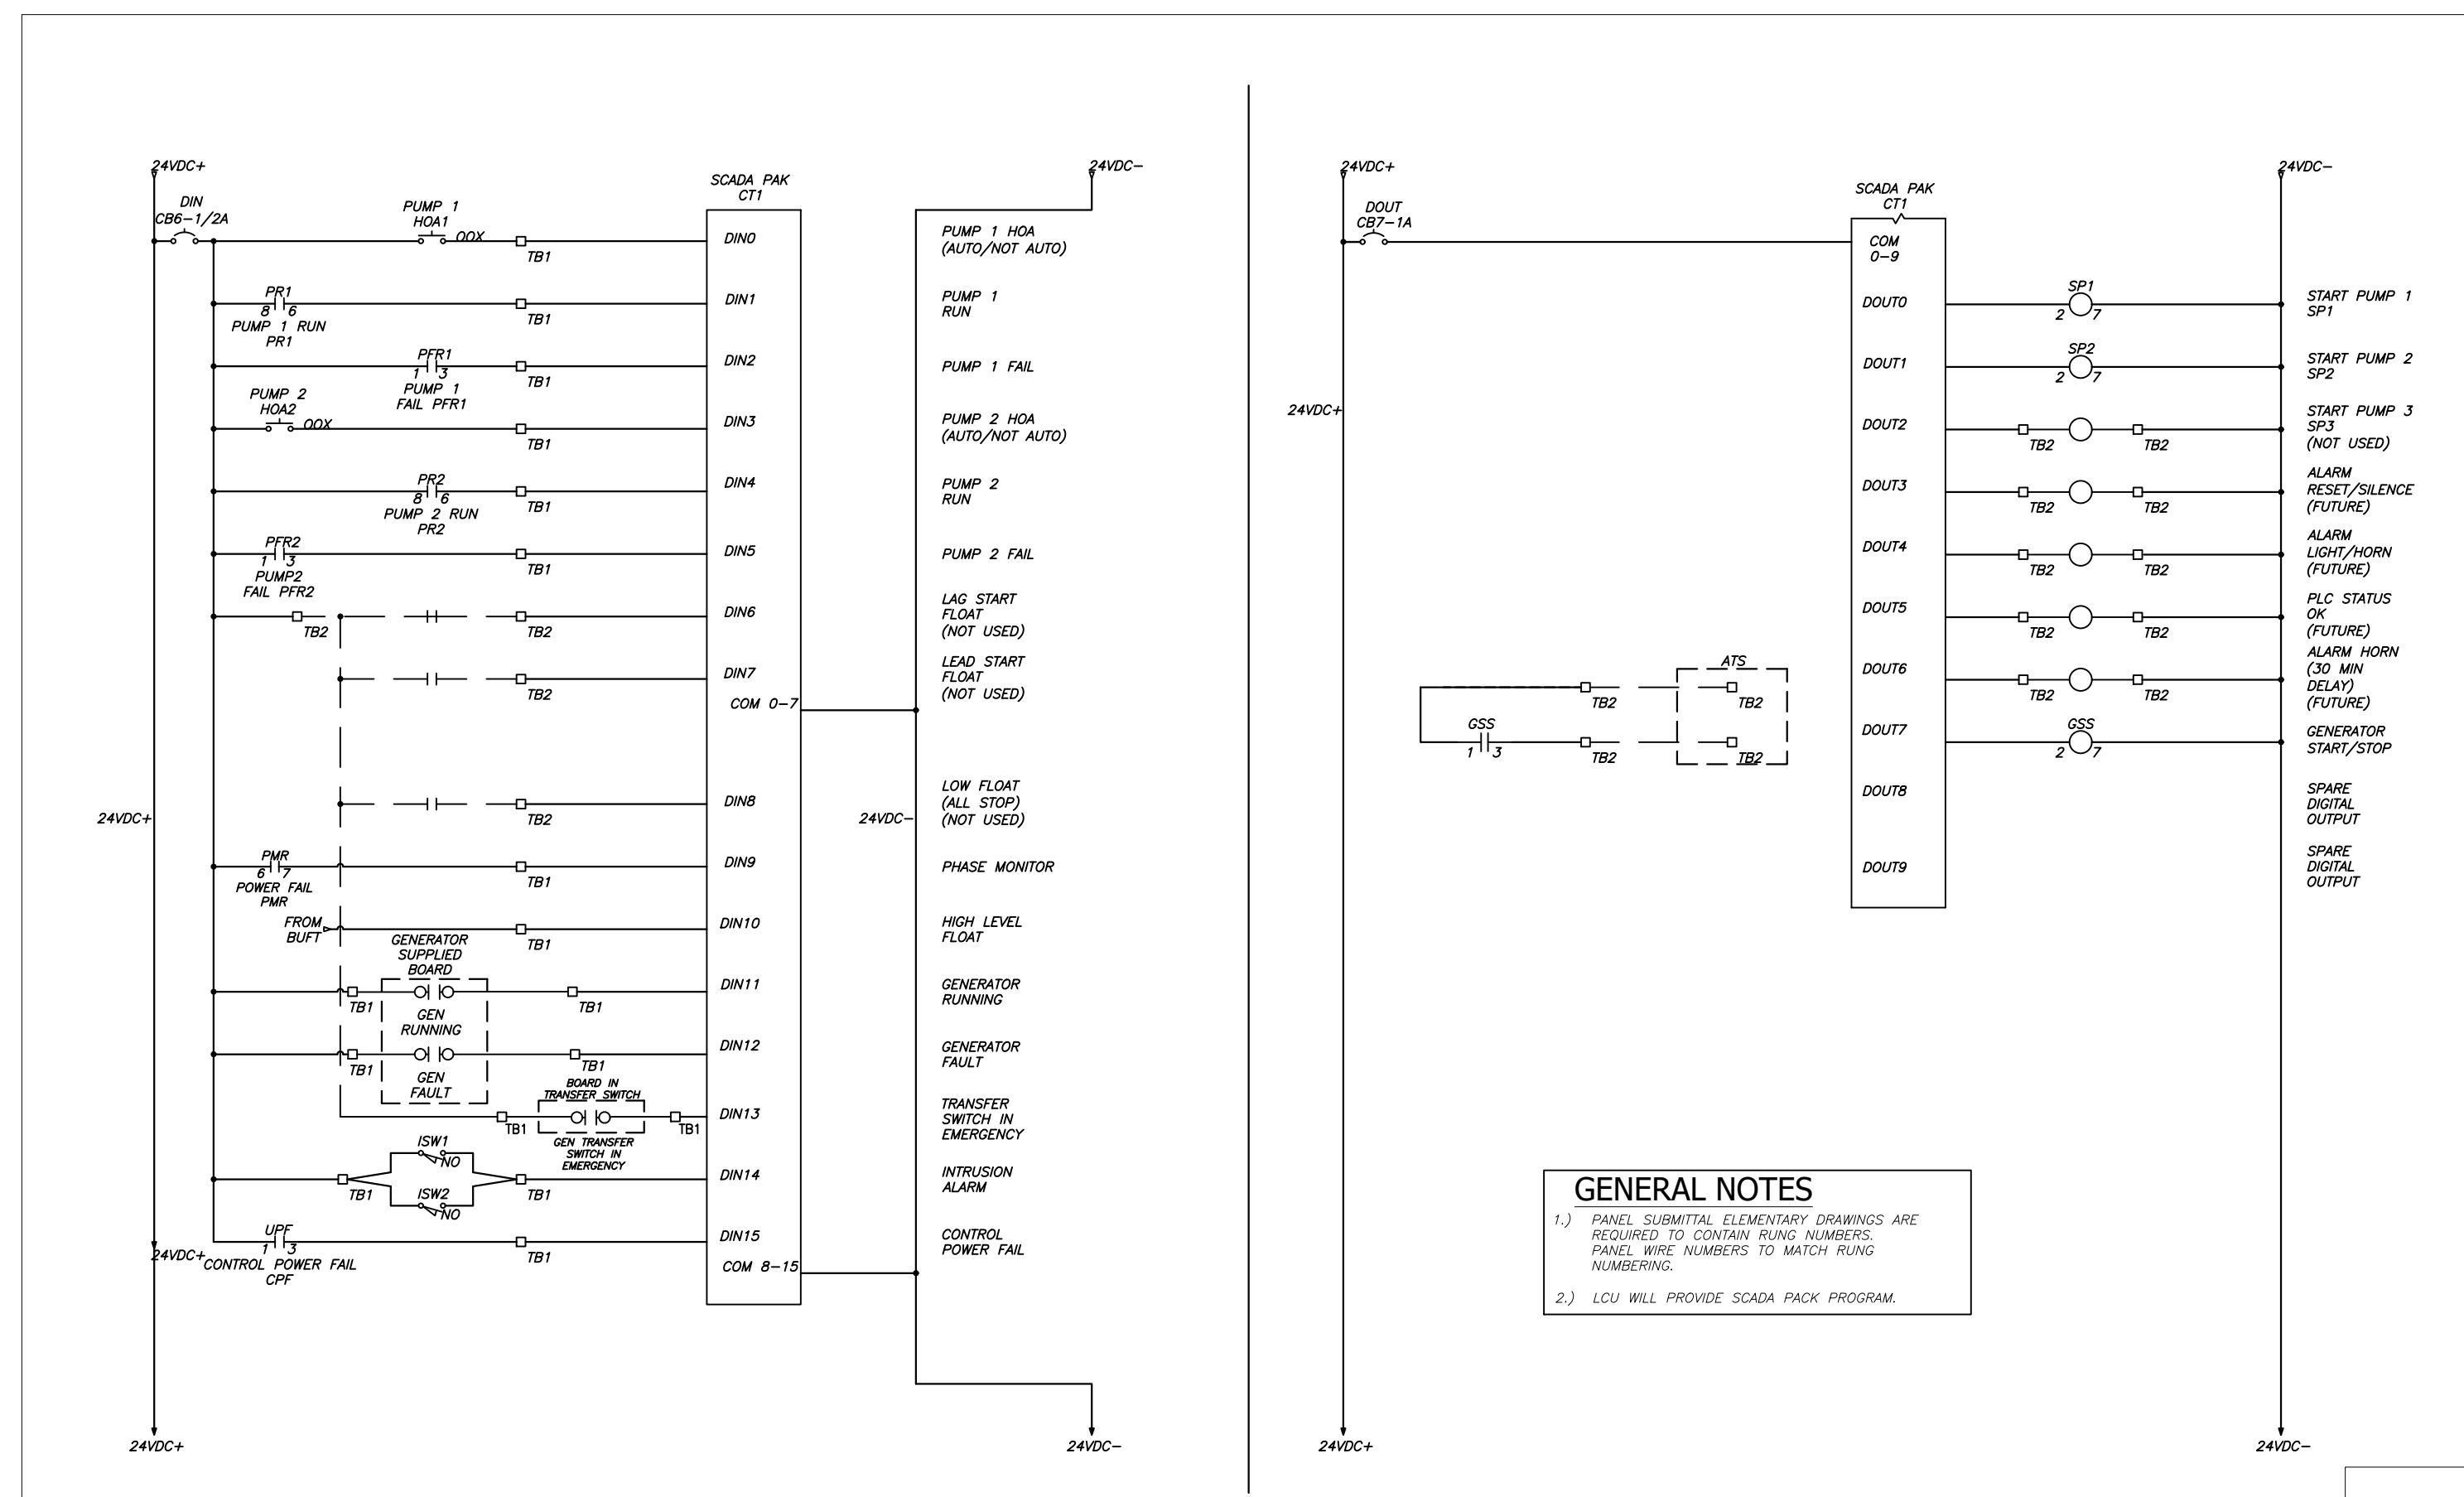 24VDC+
DIN
CB6-1/2A
PUMP 1
HOA1
OOX
TB1
SCADA PAK
CT1
DIN0
24VDC-
PUMP 1 HOA
(AUTO/NOT AUTO)
PR1
8 6
PUMP 1 RUN
PR1
TB1
DIN1
PUMP 1
RUN
PFR1
1 3
PUMP 1
FAIL PFR1
TB1
DIN2
PUMP 1 FAIL
PUMP 2
HOA2
OOX
TB1
DIN3
PUMP 2 HOA
(AUTO/NOT AUTO)
PR2
8 6
PUMP 2 RUN
PR2
TB1
DIN4
PUMP 2
RUN
PFR2
1 3
PUMP2
FAIL PFR2
TB1
DIN5
PUMP 2 FAIL
TB2
TB2
DIN6
LAG START
FLOAT
(NOT USED)
TB2
DIN7
LEAD START
FLOAT
(NOT USED)
COM 0-7
24VDC+
TB2
DIN8
24VDC-
LOW FLOAT
(ALL STOP)
(NOT USED)
PMR
6 7
POWER FAIL
PMR
TB1
DIN9
PHASE MONITOR
FROM
BUFT
TB1
DIN10
HIGH LEVEL
FLOAT
GENERATOR
SUPPLIED
BOARD
TB1
GEN
RUNNING
TB1
DIN11
GENERATOR
RUNNING
TB1
GEN
FAULT
TB1
DIN12
GENERATOR
FAULT
BOARD IN
TRANSFER SWITCH
TB1
TB1
GEN TRANSFER
SWITCH IN
EMERGENCY
DIN13
TRANSFER
SWITCH IN
EMERGENCY
TB1
ISW1
NO
ISW2
NO
TB1
DIN14
INTRUSION
ALARM
24VDC+
UPF
1 3
CONTROL POWER FAIL
CPF
TB1
DIN15
CONTROL
POWER FAIL
COM 8-15
24VDC+
24VDC-
24VDC+
DOUT
CB7-1A
SCADA PAK
CT1
COM
0-9
24VDC-
DOUT0
SP1
2 7
START PUMP 1
SP1
DOUT1
SP2
2 7
START PUMP 2
SP2
24VDC+
DOUT2
TB2
TB2
START PUMP 3
SP3
(NOT USED)
DOUT3
TB2
TB2
ALARM
RESET/SILENCE
(FUTURE)
DOUT4
TB2
TB2
ALARM
LIGHT/HORN
(FUTURE)
DOUT5
TB2
TB2
PLC STATUS
OK
(FUTURE)
DOUT6
TB2
TB2
ALARM HORN
(30 MIN
DELAY)
(FUTURE)
ATS
TB2
TB2
GSS
1 3
TB2
TB2
DOUT7
GSS
2 7
GENERATOR
START/STOP
DOUT8
SPARE
DIGITAL
OUTPUT
DOUT9
SPARE
DIGITAL
OUTPUT
GENERAL NOTES
1.) PANEL SUBMITTAL ELEMENTARY DRAWINGS ARE
REQUIRED TO CONTAIN RUNG NUMBERS.
PANEL WIRE NUMBERS TO MATCH RUNG
NUMBERING.
2.) LCU WILL PROVIDE SCADA PACK PROGRAM.
24VDC+
24VDC-